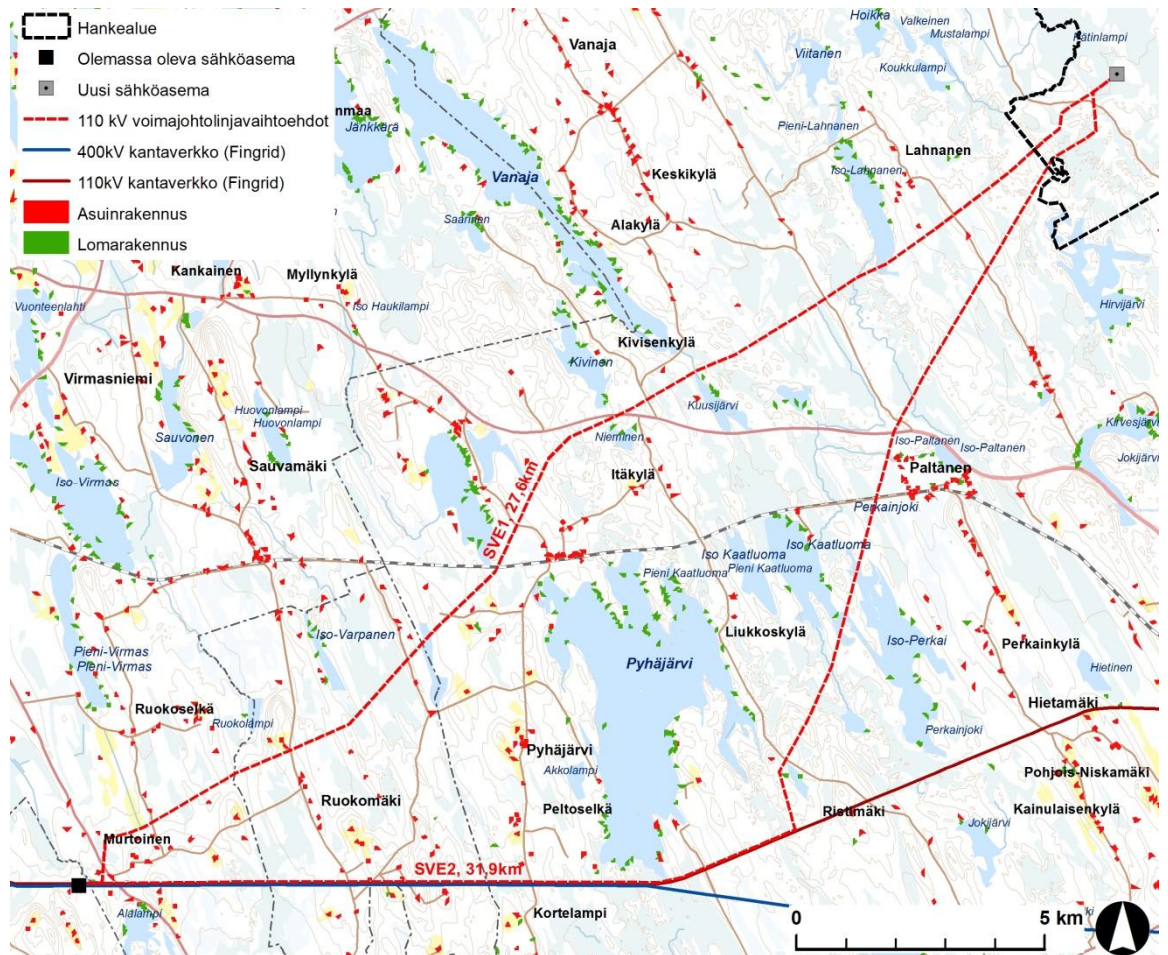 Hankealue
Olemassa oleva sähköasema
Uusi sähköasema
110 kV voimajohtolinjavaihtoehdot
400kV kantaverkko (Fingrid)
110kV kantaverkko (Fingrid)
Asuinrakennus
Lomarakennus
Hoikka
Valkeinen
Mustalampi
Vanaja
Viitanen
Koukkulampi
Kätinlampi
nmaa
Jänkkärä
Pieni-Lahnanen
Lahnanen
Iso-Lahnanen
Vanaja
Keskikylä
Saarinen
Alakylä
Kankainen
Myllynkylä
Vuonteenlahti
Iso Haukilampi
Hirvijärvi
Kivisenkylä
Kivinen
Virmasniemi
Kuusijärvi
Huovonlampi
Huovonlampi
Sauvonen
Nieminen
Kirvesjärvi
Iso-Paltanen
Iso-Paltanen
Jokijärvi
Sauvamäki
Itäkylä
Paltanen
Iso-Virmas
SVE1, 27,6km
Perkainjoki
Iso Kaatluoma
Iso Kaatluoma
Pieni Kaatluoma
Pieni Kaatluoma
Iso-Varpanen
Liukkoskylä
Iso-Perkai
Perkainkylä
Pieni-Virmas
Pieni-Virmas
Pyhäjärvi
Hietinen
Ruokoselkä
Ruokolampi
Hietamäki
Perkainjoki
Pyhäjärvi
Akkolampi
Pohjois-Niskamäki
Ruokomäki
Peltoselkä
Ristimäki
Kainulaisenkylä
Jokijärvi
Murtoinen
SVE2, 31,9km
Alalampi
Kortelampi
0
5 km
ki